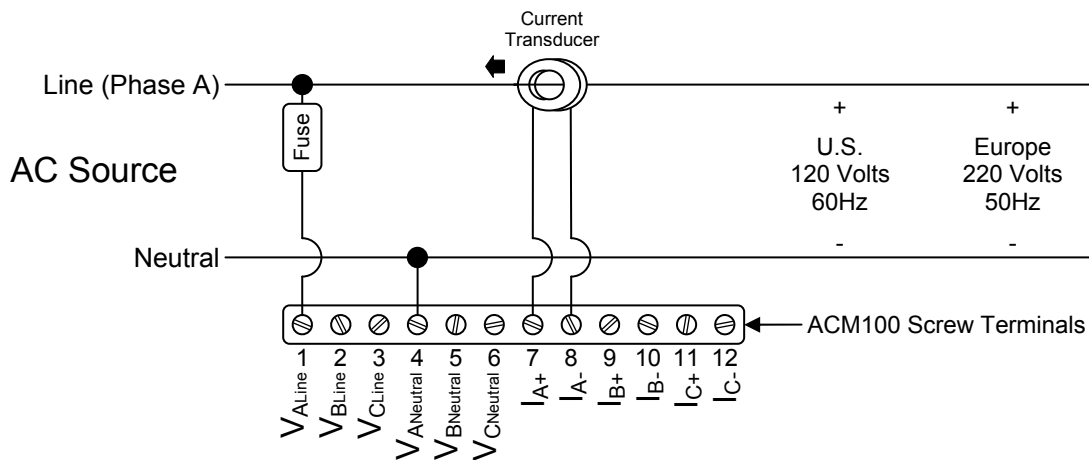 Current
Transducer
Line (Phase A)
Fuse
AC Source
+
U.S.
120 Volts
60Hz
-
+
Europe
220 Volts
50Hz
-
Neutral
ACM100 Screw Terminals
1 2 3 4 5 6 7 8 9 10 11 12
VALine
VBLine
VCLine
VANeutral
VBNeutral
VCNeutral
IA+
IA-
IB+
IB-
IC+
IC-